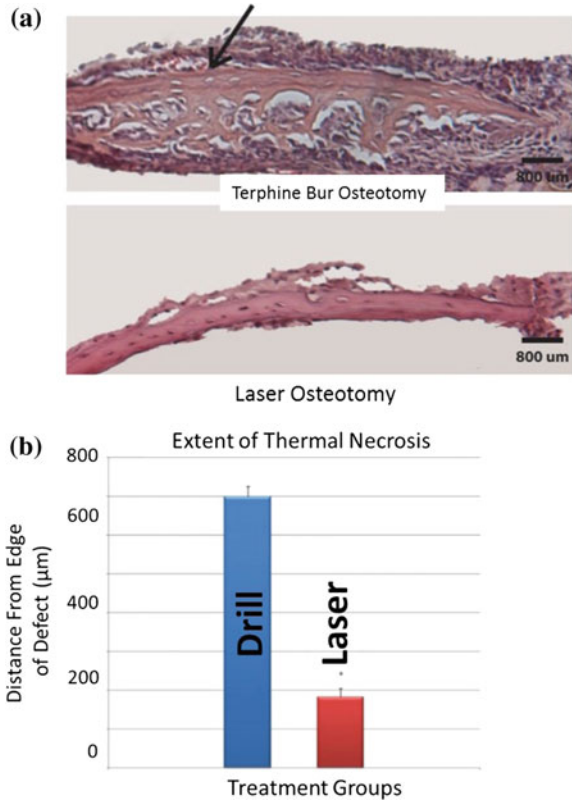 (a)
800 um
Terphine Bur Osteotomy
800 um
Laser Osteotomy
(b)
Extent of Thermal Necrosis
Distance From Edge
of Defect (µm)
800
600
400
200
0
Drill
Laser
*
Treatment Groups